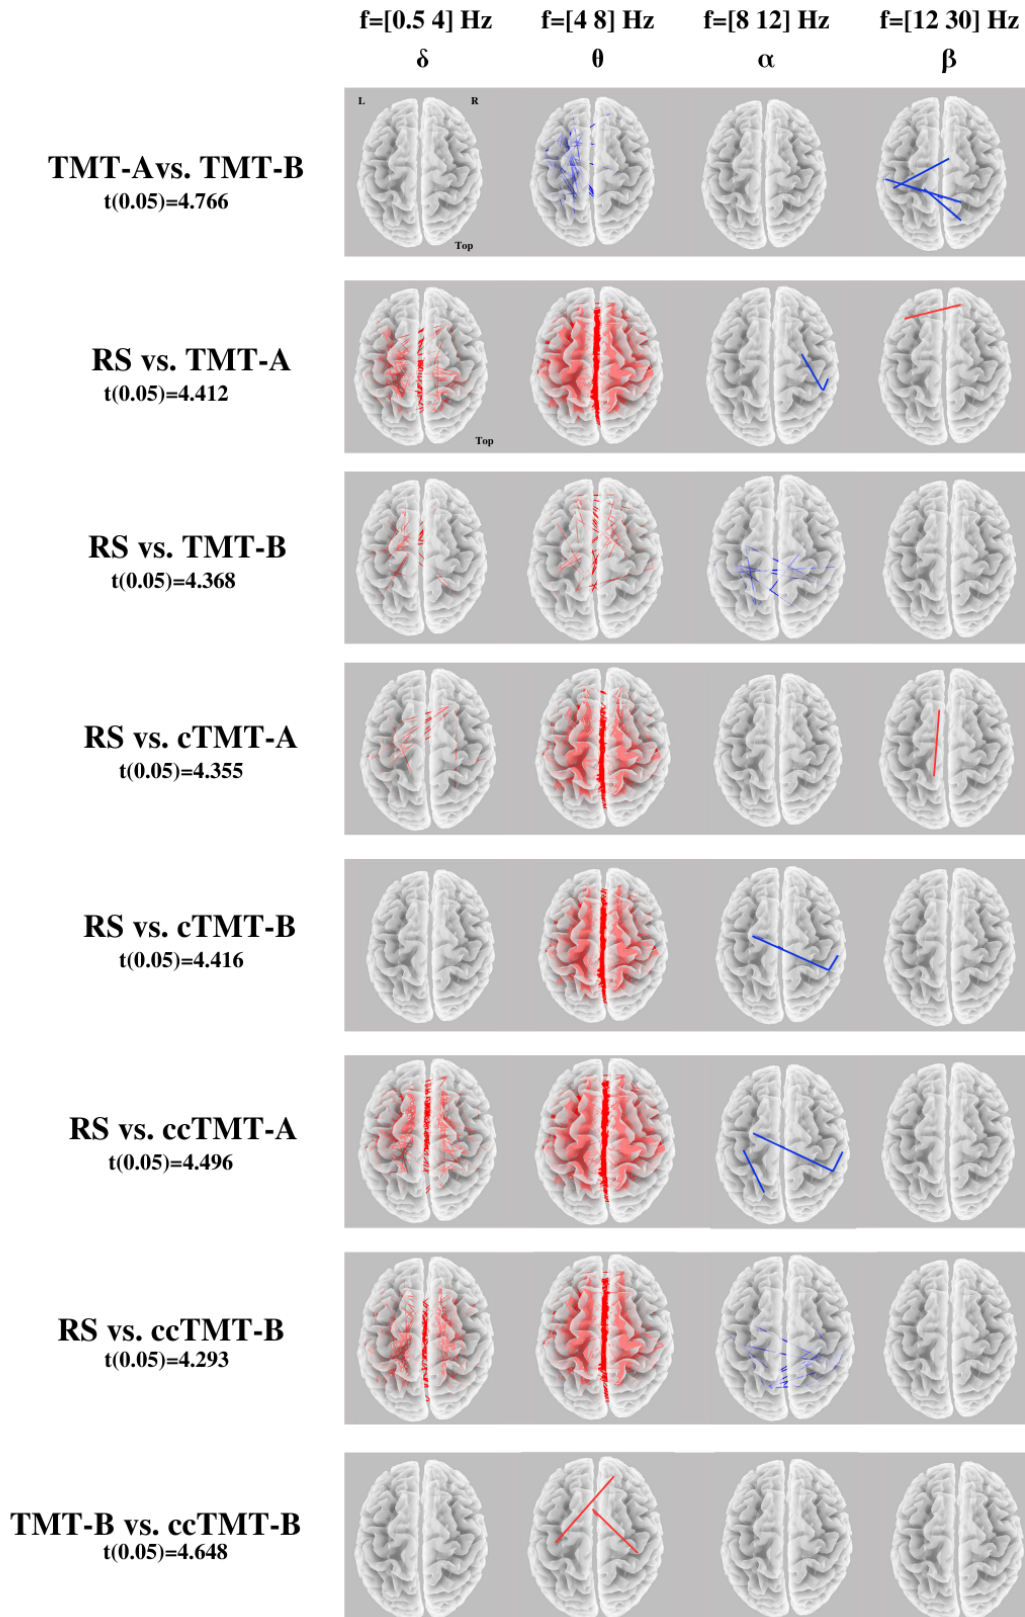 f=[0.5 4] Hz f=[4 8] Hz f=[8 12] Hz f=[12 30] Hz
δ θ α β
L R
TMT-Avs. TMT-B
t(0.05)=4.766
Top
RS vs. TMT-A
t(0.05)=4.412
Top
RS vs. TMT-B
t(0.05)=4.368
RS vs. cTMT-A
t(0.05)=4.355
RS vs. cTMT-B
t(0.05)=4.416
RS vs. ccTMT-A
t(0.05)=4.496
RS vs. ccTMT-B
t(0.05)=4.293
TMT-B vs. ccTMT-B
t(0.05)=4.648